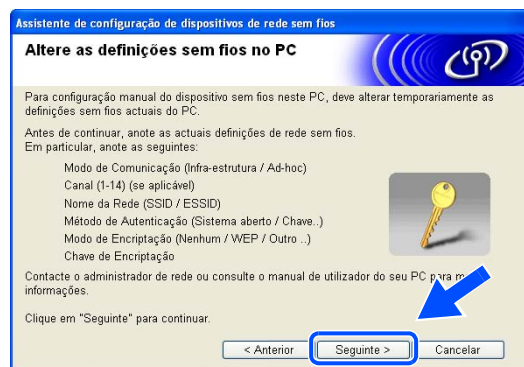 Assistente de configuração de dispositivos de rede sem fios
Altere as definições sem fios no PC
Para configuração manual do dispositivo sem fios neste PC, deve alterar temporariamente as
definições sem fios actuais do PC.
Antes de continuar, anote as actuais definições de rede sem fios.
Em particular, anote as seguintes:
Modo de Comunicação (Infra-estrutura / Ad-hoc)
Canal (1-14) (se aplicável)
Nome da Rede (SSID / ESSID)
Método de Autenticação (Sistema aberto / Chave..)
Modo de Encriptação (Nenhum / WEP / Outro ..)
Chave de Encriptação
Contacte o administrador de rede ou consulte o manual de utilizador do seu PC para
informações.
Clique em "Seguinte" para continuar.
< Anterior Seguinte > Cancelar